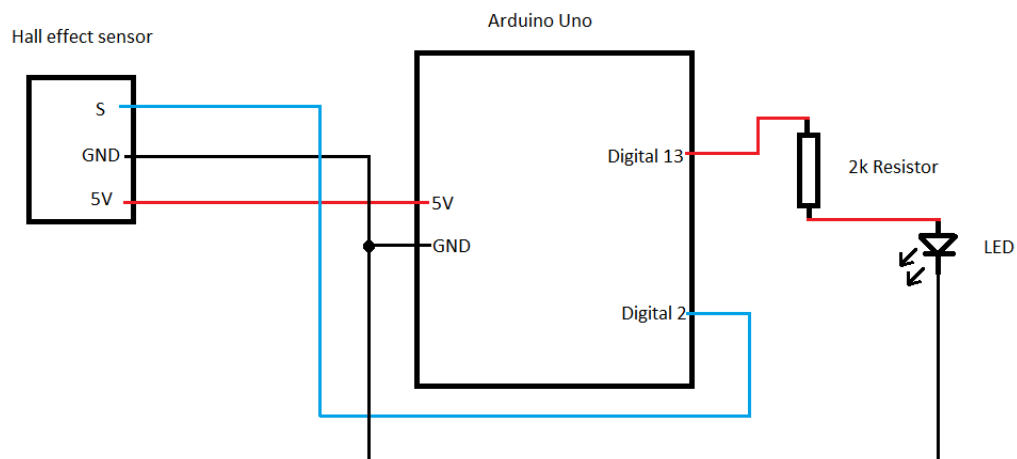 Arduino Uno
Hall effect sensor
S
GND
5V
5V
GND
Digital 13
Digital 2
2k Resistor
LED